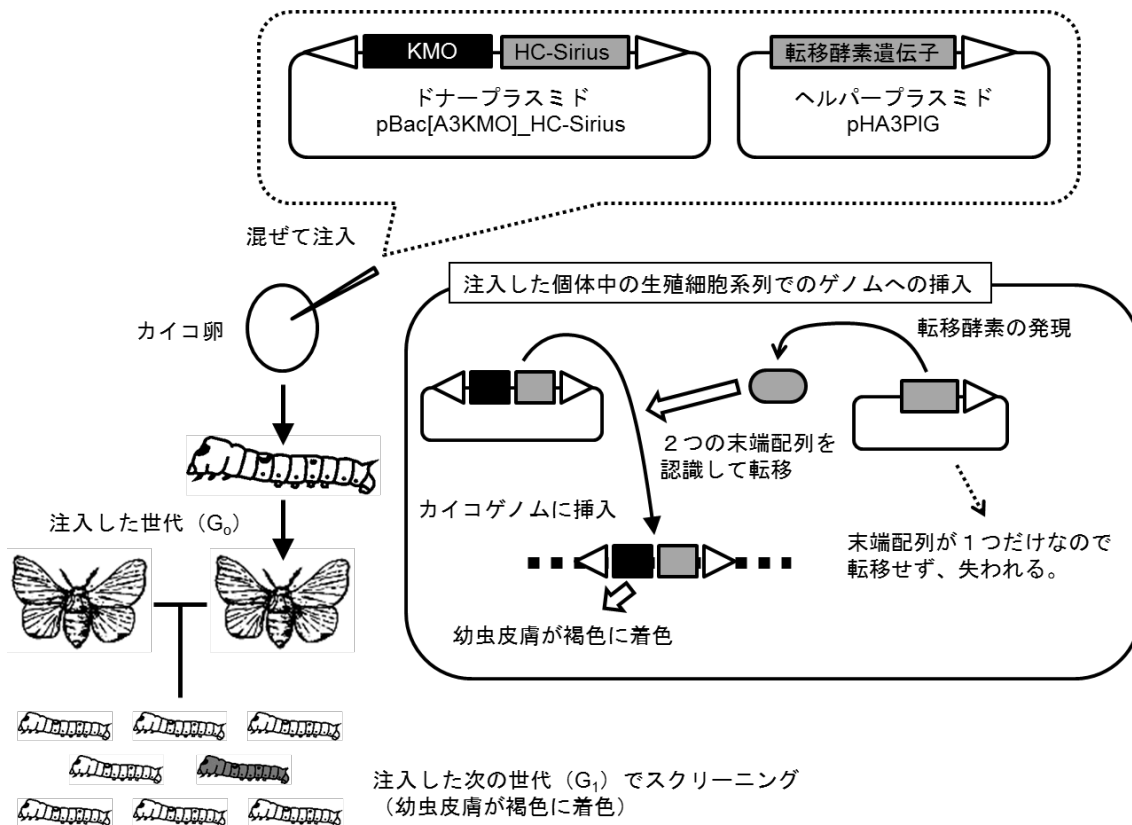 KMO
HC-Sirius
転移酵素遺伝子
ドナープラスミド
pBac[A3KMO]_HC-Sirius
ヘルパープラスミド
pHA3PIG
混ぜて注入
カイコ卵
注入した個体中の生殖細胞系列でのゲノムへの挿入
転移酵素の発現
２つの末端配列を
認識して転移
カイコゲノムに挿入
末端配列が１つだけなので
転移せず、失われる。
幼虫皮膚が褐色に着色
注入した世代（G₀）
注入した次の世代（G₁）でスクリーニング
（幼虫皮膚が褐色に着色）